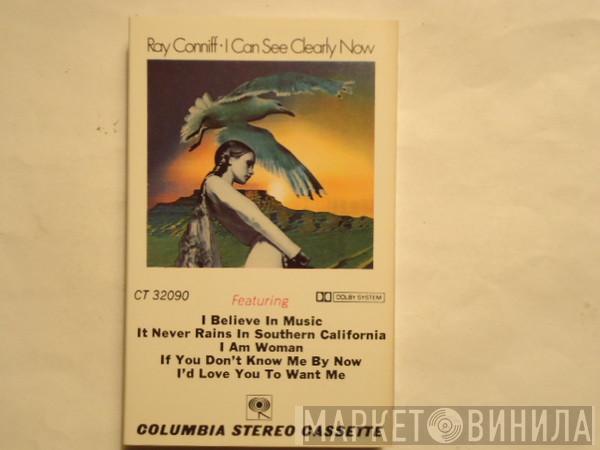 Ray Conniff • I Can See Clearly Now
CT 32090
Featuring
DOLBY SYSTEM
I Believe In Music
It Never Rains In Southern California
I Am Woman
If You Don't Know Me By Now
I'd Love You To Want Me
COLUMBIA STEREO CASSETTE
МАРКЕТ ВИНИЛА